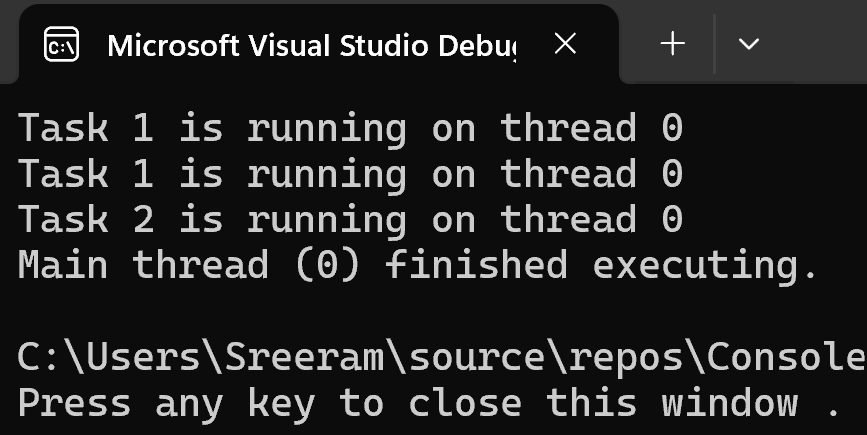 Microsoft Visual Studio Debug
Task 1 is running on thread 0
Task 1 is running on thread 0
Task 2 is running on thread 0
Main thread (0) finished executing.
C:\Users\Sreeram\source\repos\Console
Press any key to close this window .